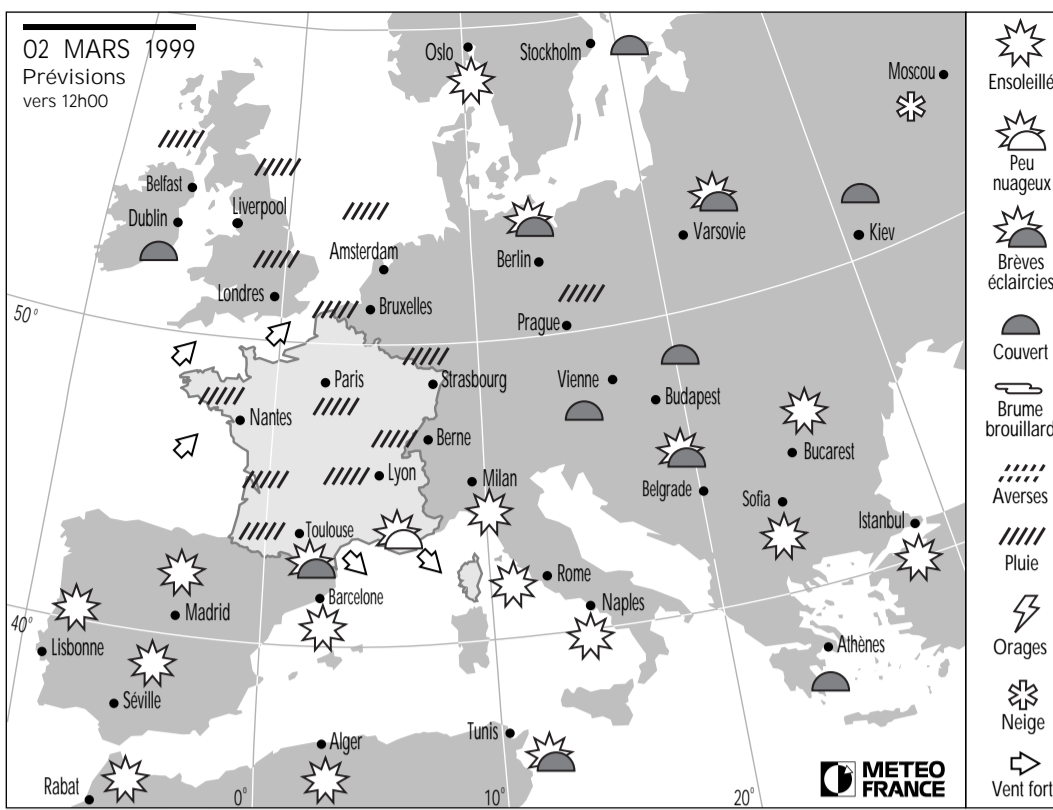 02 MARS 1999
Prévisions
vers 12h00
Oslo
Stockholm
Moscou
Belfast
Dublin
Liverpool
Amsterdam
Varsovie
Kiev
Berlin
Londres
Bruxelles
50°
Prague
Paris
Strasbourg
Vienne
Budapest
Nantes
Berne
Bucarest
Lyon
Milan
Belgrade
Sofia
Istanbul
Toulouse
Rome
Barcelone
Naples
Madrid
40°
Lisbonne
Athènes
Séville
Tunis
Alger
Rabat
0°
10°
20°
METEO
FRANCE
Ensoleillé
Peu
nuageux
Brèves
éclaircies
Couvert
Brume
brouillard
Averses
Pluie
Orages
Neige
Vent fort